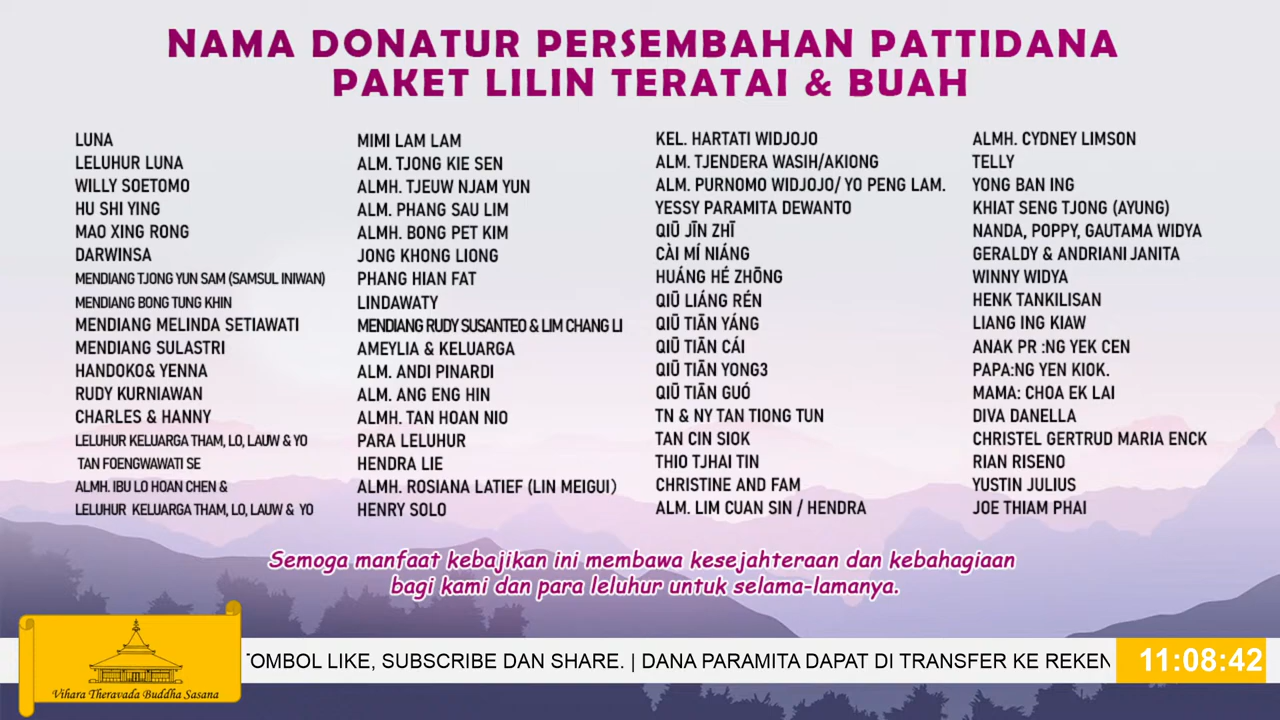 NAMA DONATUR PERSEMBAHAN PATTIDANA
PAKET LILIN TERATAI & BUAH
LUNA
LELUHUR LUNA
WILLY SOETOMO
HU SHI YING
MAO XING RONG
DARWINSA
MENDIANG TJONG YUN SAM (SAMSUL INIWAN)
MENDIANG BONG TUNG KHIN
MENDIANG MELINDA SETIAWATI
MENDIANG SULASTRI
HANDOKO& YENNA
RUDY KURNIAWAN
CHARLES & HANNY
LELUHUR KELUARGA THAM, LO, LAUW & YO
TAN FOENGWAWATI SE
ALMH. IBU LO HOAN CHEN &
LELUHUR KELUARGA THAM, LO, LAUW & YO
MIMI LAM LAM
ALM. TJONG KIE SEN
ALMH. TJEUW NJAM YUN
ALM. PHANG SAU LIM
ALMH. BONG PET KIM
JONG KHONG LIONG
PHANG HIAN FAT
LINDAWATY
MENDIANG RUDY SUSANTEO & LIM CHANG LI
AMEYLIA & KELUARGA
ALM. ANDI PINARDI
ALM. ANG ENG HIN
ALMH. TAN HOAN NIO
PARA LELUHUR
HENDRA LIE
ALMH. ROSIANA LATIEF (LIN MEIGUI)
HENRY SOLO
KEL. HARTATI WIDJOJO
ALM. TJENDERA WASIH/AKIONG
ALM. PURNOMO WIDJOJO/ YO PENG LAM.
YESSY PARAMITA DEWANTO
QIŪ JĪN ZHĪ
CÀI MÍ NIÁNG
HUÁNG HÉ ZHŌNG
QIŪ LIÁNG RÉN
QIŪ TIĀN YÁNG
QIŪ TIĀN CÁI
QIŪ TIĀN YONG3
QIŪ TIĀN GUÓ
TN & NY TAN TIONG TUN
TAN CIN SIOK
THIO TJHAI TIN
CHRISTINE AND FAM
ALM. LIM CUAN SIN / HENDRA
ALMH. CYDNEY LIMSON
TELLY
YONG BAN ING
KHIAT SENG TJONG (AYUNG)
NANDA, POPPY, GAUTAMA WIDYA
GERALDY & ANDRIANI JANITA
WINNY WIDYA
HENK TANKILISAN
LIANG ING KIAW
ANAK PR :NG YEK CEN
PAPA:NG YEN KIOK.
MAMA: CHOA EK LAI
DIVA DANELLA
CHRISTEL GERTRUD MARIA ENCK
RIAN RISENO
YUSTIN JULIUS
JOE THIAM PHAI
Semoga manfaat kebajikan ini membawa kesejahteraan dan kebahagiaan
bagi kami dan para leluhur untuk selama-lamanya.
TOMBOL LIKE, SUBSCRIBE DAN SHARE. | DANA PARAMITA DAPAT DI TRANSFER KE REKEN
11:08:42
Vihara Theravada Buddha Sasana